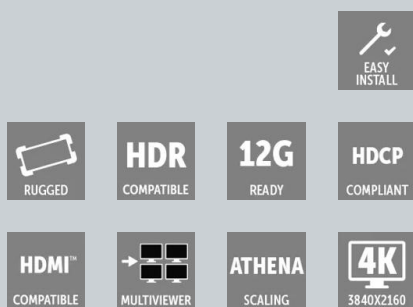 EASY
INSTALL
RUGGED
HDR
COMPATIBLE
12G
READY
HDCP
COMPLIANT
HDMI™
COMPATIBLE
MULTIVIEWER
ATHENA
SCALING
4K
3840X2160